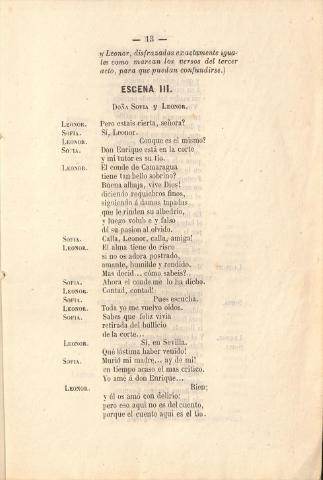 — 13 —
y Leonor, disfrazadas exactamente igua-
les como marcan los versos del tercer
acto, para que puedan confundirse.)
ESCENA III.
DOÑA SOFIA y LEONOR.
LEONOR. Pero estais cierta, señora?
SOFIA. Si, Leonor.
LEONOR. Conque es el mismo?
SOFIA. Don Enrique está en la corte
y mi tutor es su tio.
LEONOR. El conde de Camaragua
tiene tan bello sobrino?
Buena alhaja, vive Dios!
diciendo requiebros finos,
siguiendo á damas tapadas
que le rinden su albedrío,
y luego voluble y falso
dá su pasion al olvido.
SOFIA. Calla, Leonor, calla, amiga!
LEONOR. El alma tiene de risco
si no os adora postrado,
amante, humilde y rendido.
Mas decid... cómo sabeis?..
SOFIA. Ahora el conde me lo ha dicho.
LEONOR. Contad, contad!
SOFIA. Pues escucha.
LEONOR. Toda yo me vuelvo oidos.
SOFIA. Sabes que feliz vivia
retirada del bullicio
de la corte...
LEONOR. Si, en Sevilla.
Qué lástima haber venido!
SOFIA. Murió mi madre... ay de mi!
en tiempo acaso el mas crítico.
Yo amé á don Enrique...
LEONOR. Bien;
y él os amó con delirio:
pero eso aqui no es del cuento,
porque el cuento aqui es el tio.